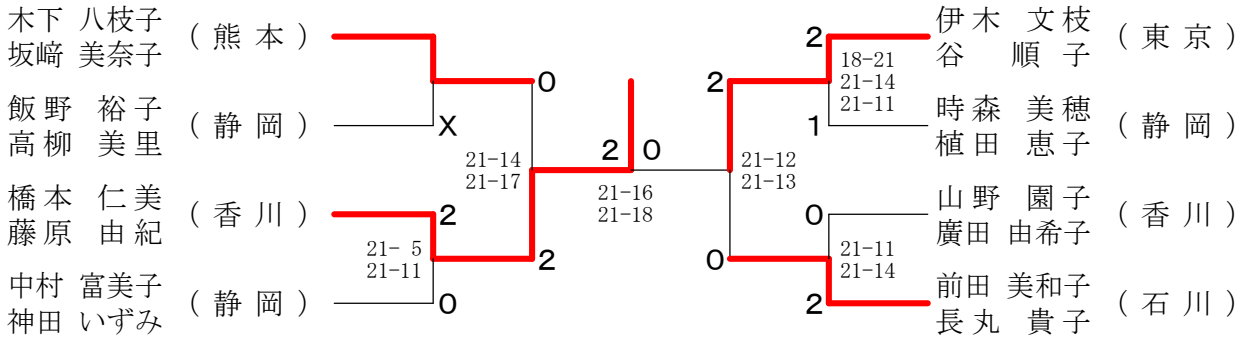 木下 八枝子
坂﨑 美奈子
( 熊 本 )
飯 野 裕 子
高 柳 美 里
( 静 岡 )
橋 本 仁 美
藤 原 由 紀
( 香 川 )
中村 富美子
神田 いずみ
( 静 岡 )
0
X
21-14
21-17
2
21- 5
21-11
0
2
2 0
21-16
21-18
2
21-12
21-13
0
2
18-21
21-14
21-11
1
0
21-11
21-14
2
伊 木 文 枝
谷 順 子
( 東 京 )
時 森 美 穂
植 田 恵 子
( 静 岡 )
山 野 園 子
廣田 由希子
( 香 川 )
前田 美和子
長 丸 貴 子
( 石 川 )